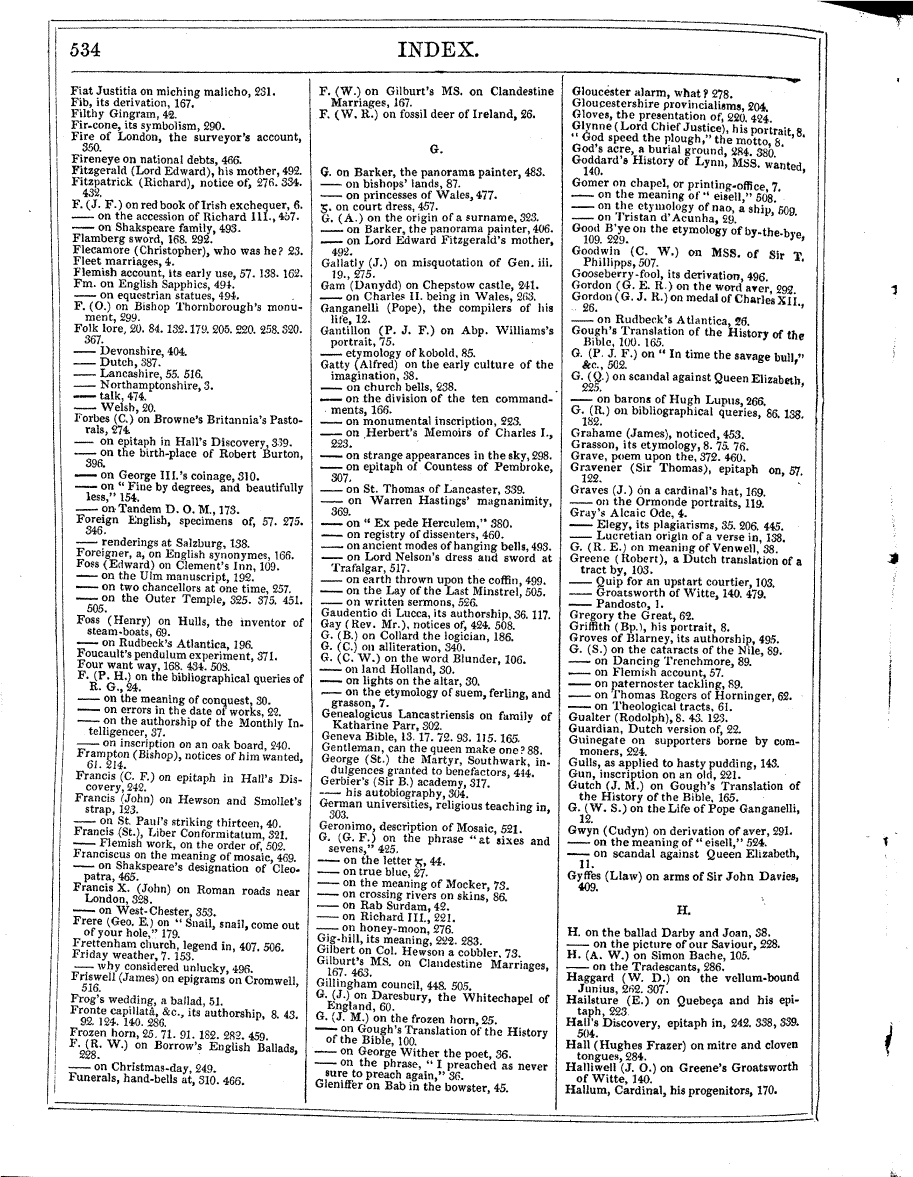 534
INDEX.
Fiat Justitia on miching malicho, 231.
Fib, its derivation, 167.
Filthy Gingram, 42.
Fir-cone, its symbolism, 290.
Fire of London, the surveyor's account,
350.
Fireneye on national debts, 466.
Fitzgerald (Lord Edward), his mother, 492.
Fitzpatrick (Richard), notice of, 276. 334.
432.
F. (J. F.) on red book of Irish exchequer, 6.
—— on the accession of Richard III., 457.
—— on Shakspeare family, 493.
Flamberg sword, 168. 292.
Flecamore (Christopher), who was he? 23.
Fleet marriages, 4.
Flemish account, its early use, 57. 138. 162.
Fm. on English Sapphics, 494.
—— on equestrian statues, 494.
F. (O.) on Bishop Thornborough's monu-
ment, 299.
Folk lore, 20. 84. 132. 179. 205. 220. 258. 320.
367.
—— Devonshire, 404.
—— Dutch, 387.
—— Lancashire, 55. 516.
—— Northamptonshire, 3.
—— talk, 474.
—— Welsh, 20.
Forbes (C.) on Browne's Britannia's Pasto-
rals, 274.
—— on epitaph in Hall's Discovery, 339.
—— on the birth-place of Robert Burton,
396.
—— on George III.'s coinage, 310.
—— on "Fine by degrees, and beautifully
less," 154.
—— on Tandem D. O. M., 173.
Foreign English, specimens of, 57. 275.
346.
—— renderings at Salzburg, 138.
Foreigner, a, on English synonymes, 166.
Foss (Edward) on Clement's Inn, 109.
—— on the Ulm manuscript, 192.
—— on two chancellors at one time, 257.
—— on the Outer Temple, 325. 375. 451.
505.
Foss (Henry) on Hulls, the inventor of
steam-boats, 69.
—— on Rudbeck's Atlantica, 196.
Foucault's pendulum experiment, 371.
Four want way, 168. 434. 508.
F. (P. H.) on the bibliographical queries of
R. G., 24.
—— on the meaning of conquest, 30.
—— on errors in the date of works, 22.
—— on the authorship of the Monthly In-
telligencer, 37.
—— on inscription on an oak board, 240.
Frampton (Bishop), notices of him wanted,
61. 214.
Francis (C. F.) on epitaph in Hall's Dis-
covery, 242.
Francis (John) on Hewson and Smollet's
strap, 123.
—— on St. Paul's striking thirteen, 40.
Francis (St.), Liber Conformitatum, 321.
—— Flemish work, on the order of, 502.
Franciscus on the meaning of mosaic, 469.
—— on Shakspeare's designation of Cleo-
patra, 465.
Francis X. (John) on Roman roads near
London, 328.
—— on West-Chester, 353.
Frere (Geo. E.) on "Snail, snail, come out
of your hole," 179.
Frettenham church, legend in, 407. 506.
Friday weather, 7. 153.
—— why considered unlucky, 496.
Friswell (James) on epigrams on Cromwell,
516.
Frog's wedding, a ballad, 51.
Fronte capillatâ, &c., its authorship, 8. 43.
92. 124. 140. 286.
Frozen horn, 25. 71. 91. 182. 282. 459.
F. (R. W.) on Borrow's English Ballads,
228.
—— on Christmas-day, 249.
Funerals, hand-bells at, 310. 466.
F. (W.) on Gilburt's MS. on Clandestine
Marriages, 167.
F. (W. R.) on fossil deer of Ireland, 26.
G.
G. on Barker, the panorama painter, 483.
—— on bishops' lands, 87.
—— on princesses of Wales, 477.
ꝫ. on court dress, 457.
G. (A.) on the origin of a surname, 323.
—— on Barker, the panorama painter, 406.
—— on Lord Edward Fitzgerald's mother,
492.
Gallatly (J.) on misquotation of Gen. iii.
19., 275.
Gam (Danydd) on Chepstow castle, 241.
—— on Charles II. being in Wales, 263.
Ganganelli (Pope), the compilers of his
life, 12.
Gantillon (P. J. F.) on Abp. Williams's
portrait, 75.
—— etymology of kobold, 85.
Gatty (Alfred) on the early culture of the
imagination, 38.
—— on church bells, 238.
—— on the division of the ten command-
ments, 166.
—— on monumental inscription, 223.
—— on Herbert's Memoirs of Charles I.,
223.
—— on strange appearances in the sky, 298.
—— on epitaph of Countess of Pembroke,
307.
—— on St. Thomas of Lancaster, 339.
—— on Warren Hastings' magnanimity,
369.
—— on "Ex pede Herculem," 380.
—— on registry of dissenters, 460.
—— on ancient modes of hanging bells, 493.
—— on Lord Nelson's dress and sword at
Trafalgar, 517.
—— on earth thrown upon the coffin, 499.
—— on the Lay of the Last Minstrel, 505.
—— on written sermons, 526.
Gaudentio di Lucca, its authorship, 36. 117.
Gay (Rev. Mr.), notices of, 424. 508.
G. (B.) on Collard the logician, 186.
G. (C.) on alliteration, 340.
G. (C. W.) on the word Blunder, 106.
—— on land Holland, 30.
—— on lights on the altar, 30.
—— on the etymology of suem, ferling, and
grasson, 7.
Genealogicus Lancastriensis on family of
Katharine Parr, 302.
Geneva Bible, 13. 17. 72. 93. 115. 165.
Gentleman, can the queen make one? 88.
George (St.) the Martyr, Southwark, in-
dulgences granted to benefactors, 444.
Gerbier's (Sir B.) academy, 317.
—— his autobiography, 304.
German universities, religious teaching in,
303.
Geronimo, description of Mosaic, 521.
G. (G. F.) on the phrase "at sixes and
sevens," 425.
—— on the letter ꝫ, 44.
—— on true blue, 27.
—— on the meaning of Mocker, 73.
—— on crossing rivers on skins, 86.
—— on Rab Surdam, 42.
—— on Richard III., 221.
—— on honey-moon, 276.
Gig-hill, its meaning, 222. 283.
Gilbert on Col. Hewson a cobbler, 73.
Gilburt's MS. on Clandestine Marriages,
167. 463.
Gillingham council, 448. 505.
G. (J.) on Daresbury, the Whitechapel of
England, 60.
G. (J. M.) on the frozen horn, 25.
—— on Gough's Translation of the History
of the Bible, 100.
—— on George Wither the poet, 36.
—— on the phrase, "I preached as never
sure to preach again," 36.
Gleniffer on Bab in the bowster, 45.
Gloucester alarm, what? 278.
Gloucestershire provincialisms, 204.
Gloves, the presentation of, 220. 424.
Glynne (Lord Chief Justice), his portrait, 8.
"God speed the plough," the motto, 8.
God's acre, a burial ground, 284. 380.
Goddard's History of Lynn, MSS. wanted,
140.
Gomer on chapel, or printing-office, 7.
—— on the meaning of "eisell," 508.
—— on the etymology of nao, a ship, 509.
—— on Tristan d'Acunha, 29.
Good B'ye on the etymology of by-the-bye,
109. 229.
Goodwin (C. W.) on MSS. of Sir T.
Phillipps, 507.
Gooseberry-fool, its derivation, 496.
Gordon (G. E. R.) on the word aver, 292.
Gordon (G. J. R.) on medal of Charles XII.,
26.
—— on Rudbeck's Atlantica, 26.
Gough's Translation of the History of the
Bible, 100. 165.
G. (P. J. F.) on "In time the savage bull,"
&c., 502.
G. (Q.) on scandal against Queen Elizabeth,
225.
—— on barons of Hugh Lupus, 266.
G. (R.) on bibliographical queries, 86. 138.
182.
Grahame (James), noticed, 453.
Grasson, its etymology, 8. 75. 76.
Grave, poem upon the, 372. 460.
Gravener (Sir Thomas), epitaph on, 57.
122.
Graves (J.) on a cardinal's hat, 169.
—— on the Ormonde portraits, 119.
Gray's Alcaic Ode, 4.
—— Elegy, its plagiarisms, 35. 206. 445.
—— Lucretian origin of a verse in, 138.
G. (R. E.) on meaning of Venwell, 38.
Greene (Robert), a Dutch translation of a
tract by, 103.
—— Quip for an upstart courtier, 103.
—— Groatsworth of Witte, 140. 479.
—— Pandosto, 1.
Gregory the Great, 62.
Griffith (Bp.), his portrait, 8.
Groves of Blarney, its authorship, 495.
G. (S.) on the cataracts of the Nile, 89.
—— on Dancing Trenchmore, 89.
—— on Flemish account, 57.
—— on paternoster tackling, 89.
—— on Thomas Rogers of Horninger, 62.
—— on Theological tracts, 61.
Gualter (Rodolph), 8. 43. 123.
Guardian, Dutch version of, 22.
Guinegate on supporters borne by com-
moners, 224.
Gulls, as applied to hasty pudding, 143.
Gun, inscription on an old, 221.
Gutch (J. M.) on Gough's Translation of
the History of the Bible, 165.
G. (W. S.) on the Life of Pope Ganganelli,
12.
Gwyn (Cudyn) on derivation of aver, 291.
—— on the meaning of "eisell," 524.
—— on scandal against Queen Elizabeth,
11.
Gyffes (Llaw) on arms of Sir John Davies,
409.
H.
H. on the ballad Darby and Joan, 38.
—— on the picture of our Saviour, 228.
H. (A. W.) on Simon Bache, 105.
—— on the Tradescants, 286.
Haggard (W. D.) on the vellum-bound
Junius, 262. 307.
Hailsture (E.) on Quebeça and his epi-
taph, 223.
Hall's Discovery, epitaph in, 242. 338, 339.
504.
Hall (Hughes Frazer) on mitre and cloven
tongues, 284.
Halliwell (J. O.) on Greene's Groatsworth
of Witte, 140.
Hallum, Cardinal, his progenitors, 170.